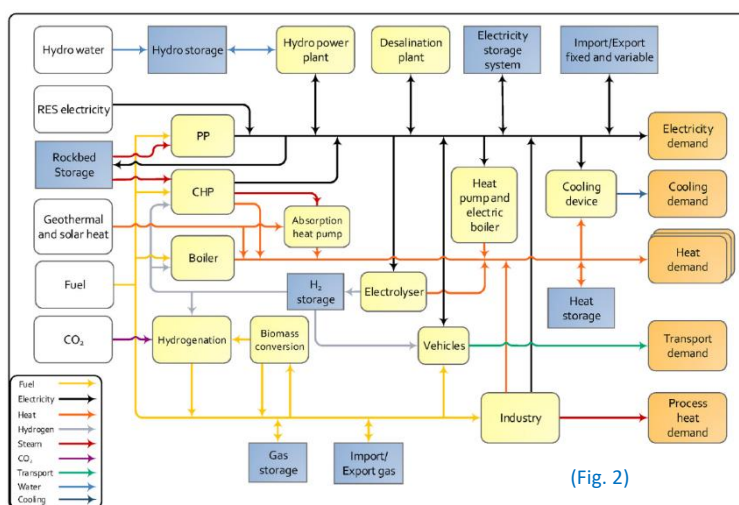 Hydro water
Hydro storage
Hydro power
plant
Desalination
plant
Electricity
storage
system
Import/Export
fixed and variable
RES electricity
PP
Electricity
demand
Rockbed
Storage
CHP
Heat
pump and
electric
boiler
Cooling
device
Cooling
demand
Geothermal
and solar heat
Absorption
heat pump
Boiler
Heat
demand
Fuel
H₂
storage
Electrolyser
Heat
storage
CO₂
Hydrogenation
Biomass
conversion
Vehicles
Transport
demand
Industry
Process
heat
demand
Gas
storage
Import/
Export gas
Fuel
Electricity
Heat
Hydrogen
Steam
CO₂
Transport
Water
Cooling
(Fig. 2)